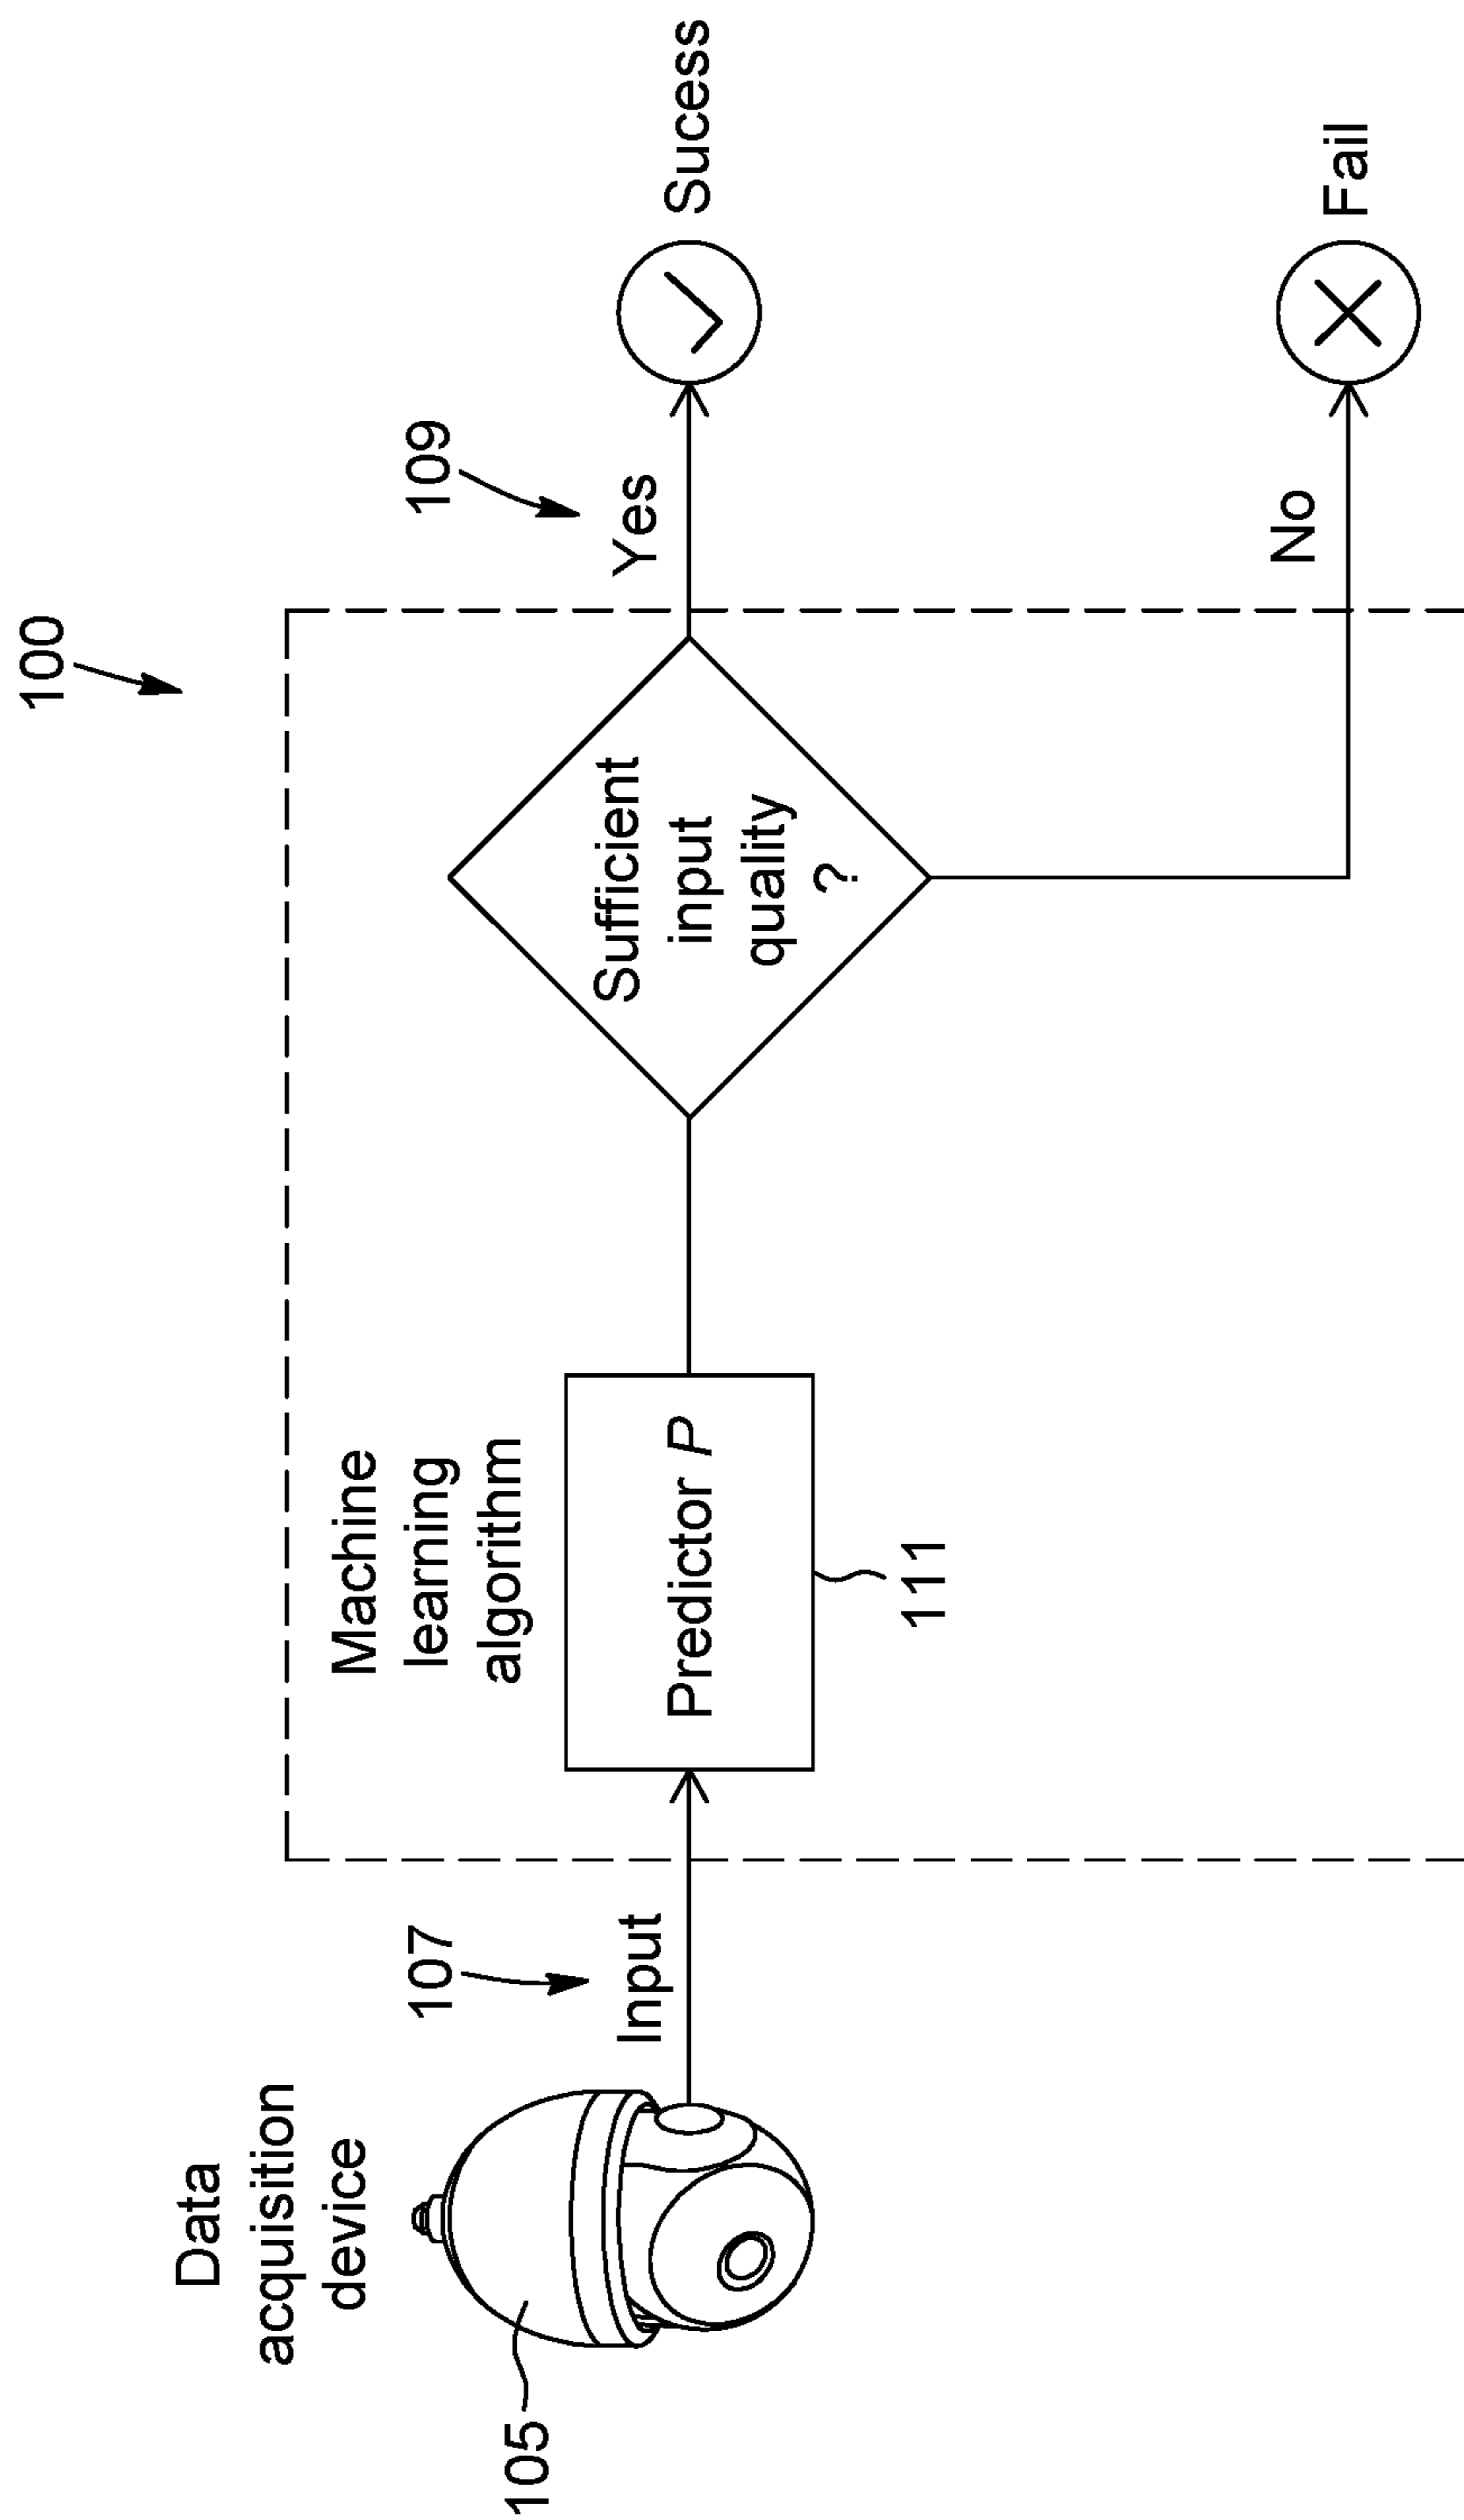 100
Data
acquisition
device
105
107
Input
Machine
learning
algorithm
Predictor P
111
Sufficient
input
quality
?
109
Yes
Sucess
No
Fail